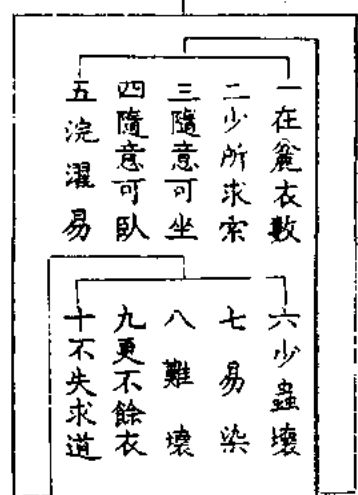 一在麁衣數
二少所求索
三隨意可坐
四隨意可臥
五浣濯易
六少蟲壞
七易染
八難壞
九更不餘衣
十不失求道